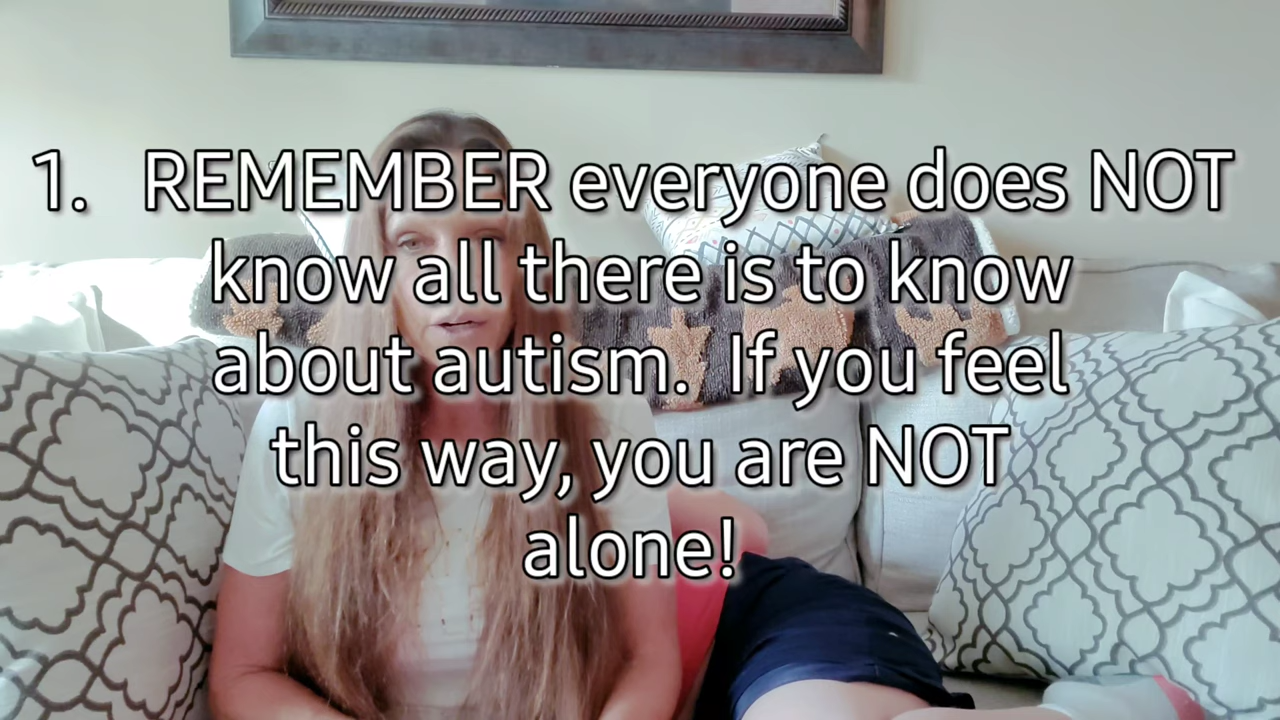 1. REMEMBER everyone does NOT
know all there is to know
about autism. If you feel
this way, you are NOT
alone!